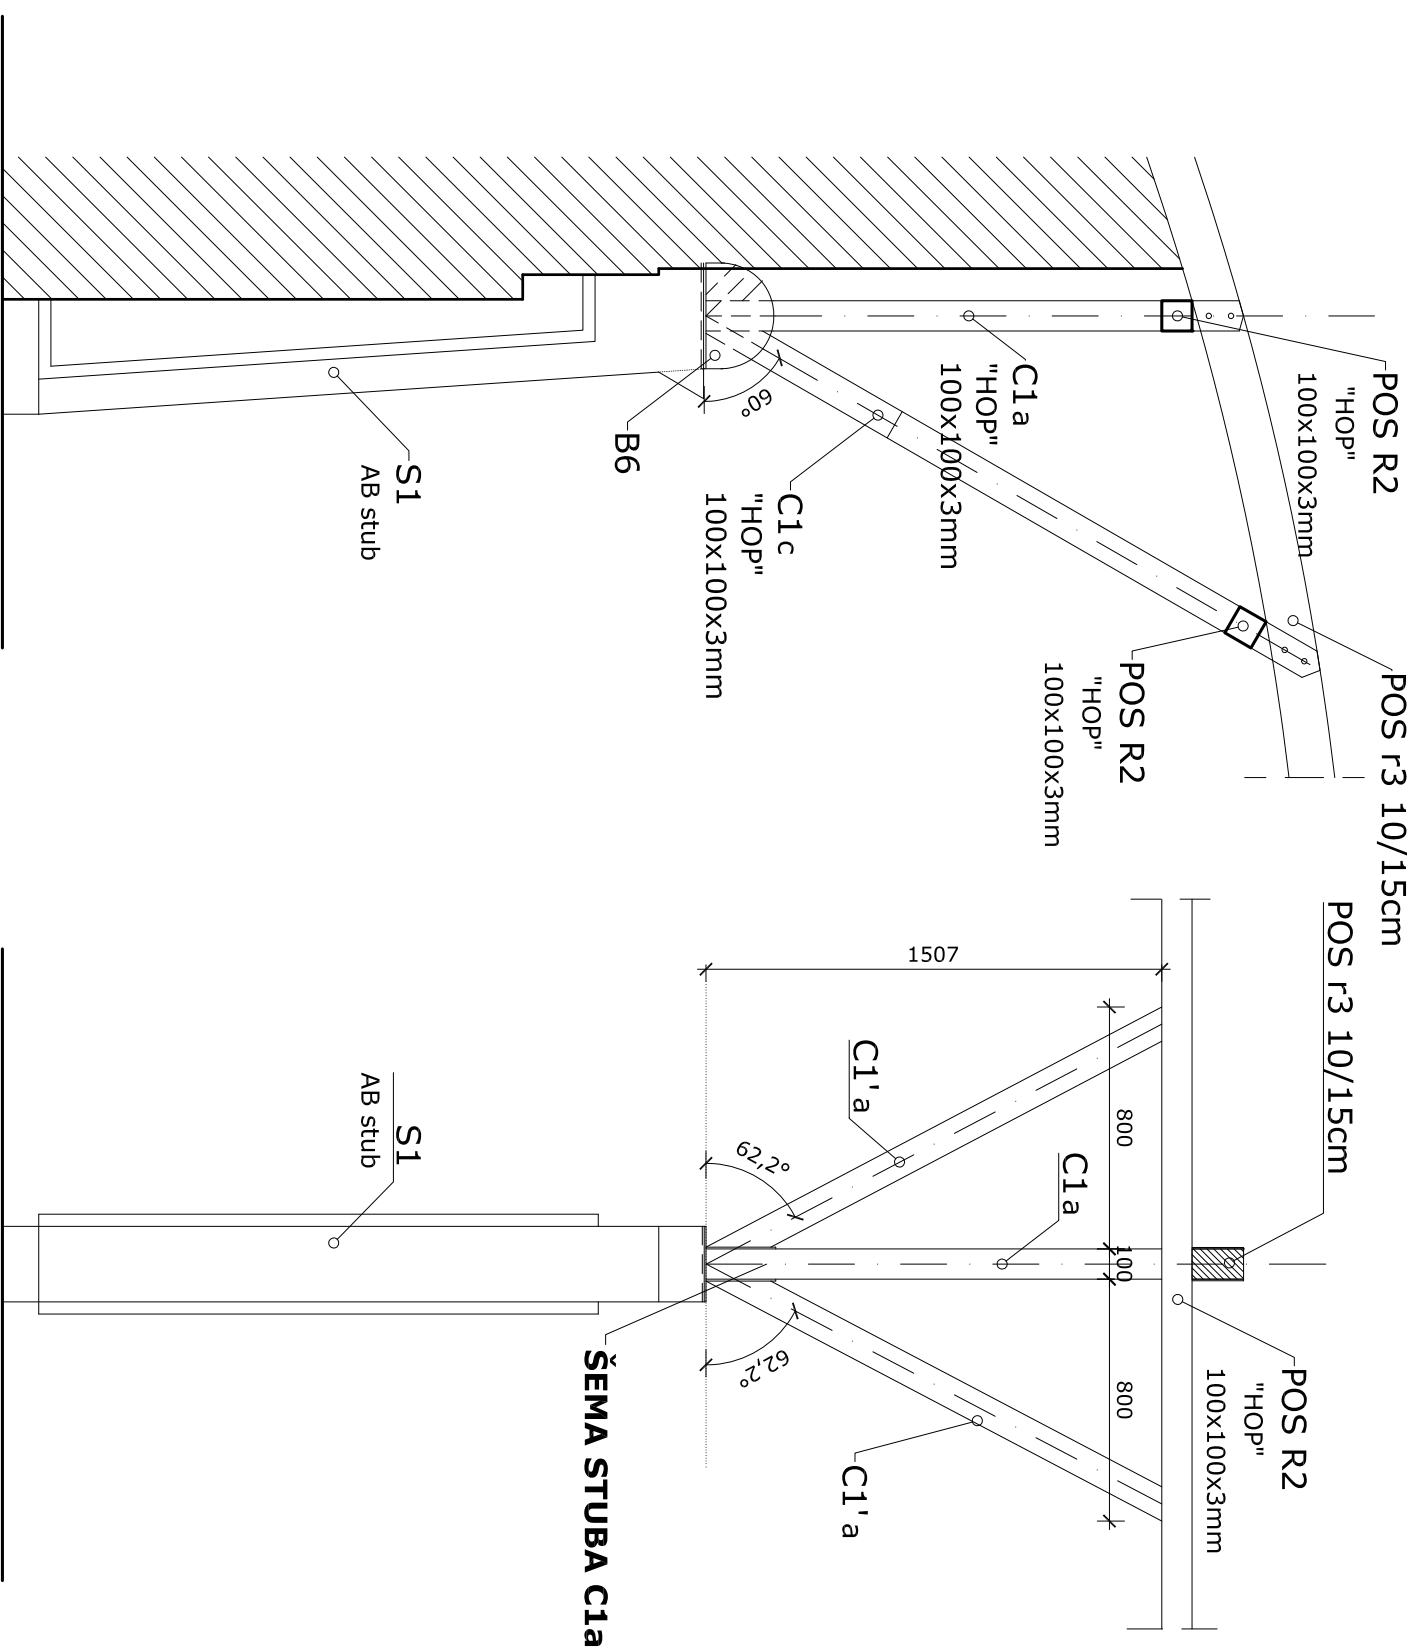 POS R2
"HOP"
100x100x3mm
C1a
"HOP"
100x100x3mm
60°
C1c
"HOP"
100x100x3mm
B6
S1
AB stub
POS r3 10/15cm
POS R2
"HOP"
100x100x3mm
POS r3 10/15cm
1507
800
100
800
C1'a
C1a
62,2°
62,2°
C1'a
S1
AB stub
POS R2
"HOP"
100x100x3mm
ŠEMA STUBA C1a